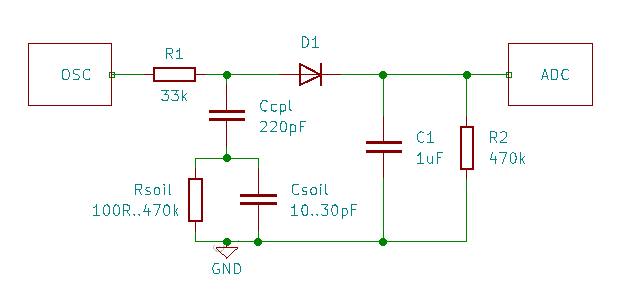 D1
R1
OSC
ADC
33k
Ccpl
220pF
C1
1uF
R2
470k
Rsoil
100R..470k
Csoil
10..30pF
GND